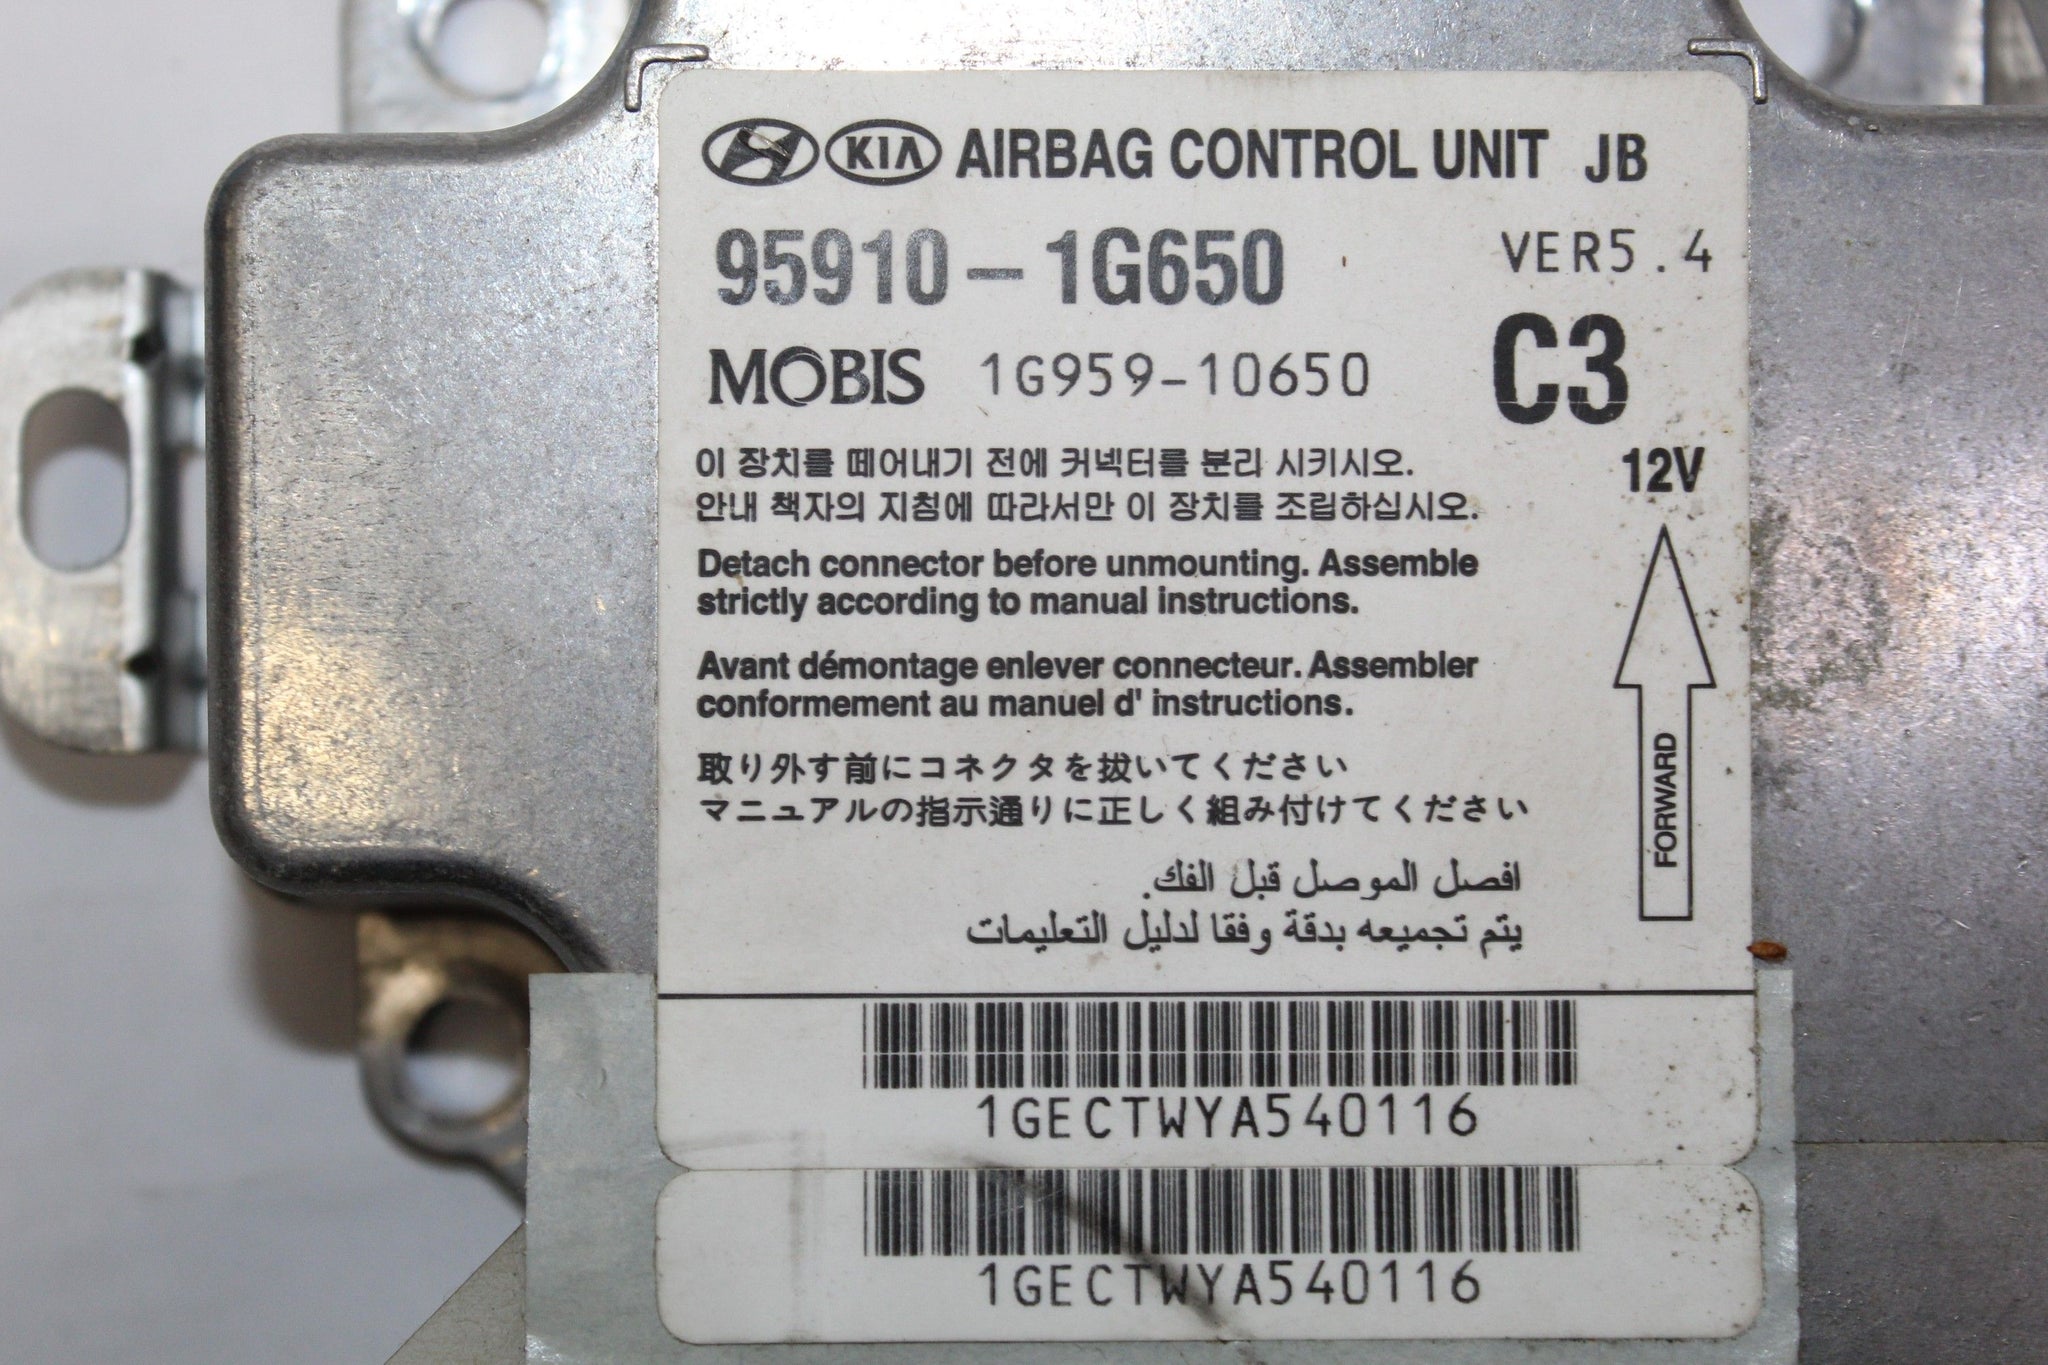 KIA AIRBAG CONTROL UNIT JB
95910-1G650 VER5.4
MOBIS 1G959-10650 C3
이 장치를 떼어내기 전에 커넥터를 분리 시키시오.
안내 책자의 지침에 따라서만 이 장치를 조립하십시오.
12V
Detach connector before unmounting. Assemble
strictly according to manual instructions.
Avant démontage enlever connecteur. Assembler
conformement au manuel d' instructions.
取り外す前にコネクタを抜いてください
マニュアルの指示通りに正しく組み付けてください
FORWARD
افصل الموصل قبل الفك.
يتم تجميعه بدقة وفقا لدليل التعليمات
1GECTWYA540116
1GECTWYA540116